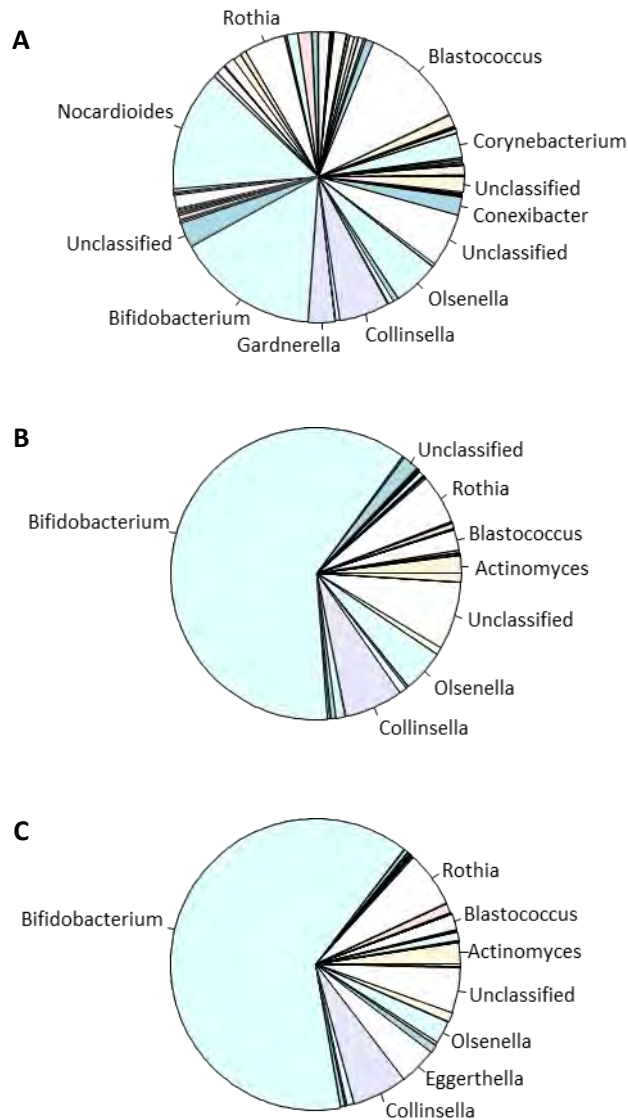 A
Rothia
Blastococcus
Nocardioides
Corynebacterium
Unclassified
Conexibacter
Unclassified
Unclassified
Olsenella
Bifidobacterium
Collinsella
Gardnerella
B
Unclassified
Rothia
Bifidobacterium
Blastococcus
Actinomyces
Unclassified
Olsenella
Collinsella
C
Rothia
Bifidobacterium
Blastococcus
Actinomyces
Unclassified
Olsenella
Eggerthella
Collinsella